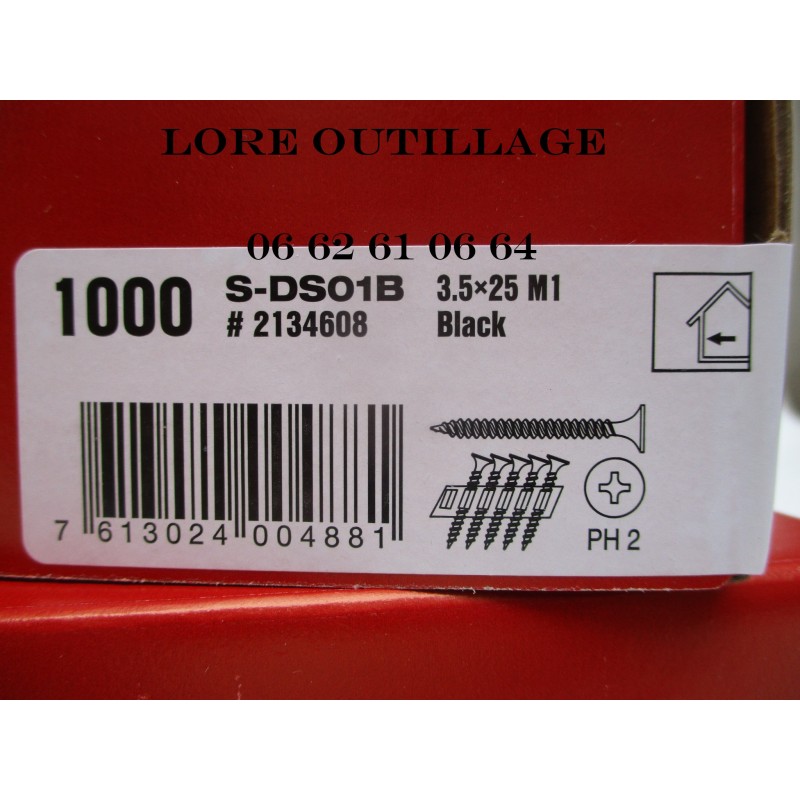 LORE OUTILLAGE
06 62 61 06 64
1000 S-DS01B 3.5×25 M1
# 2134608 Black
7 613024 004881
PH 2